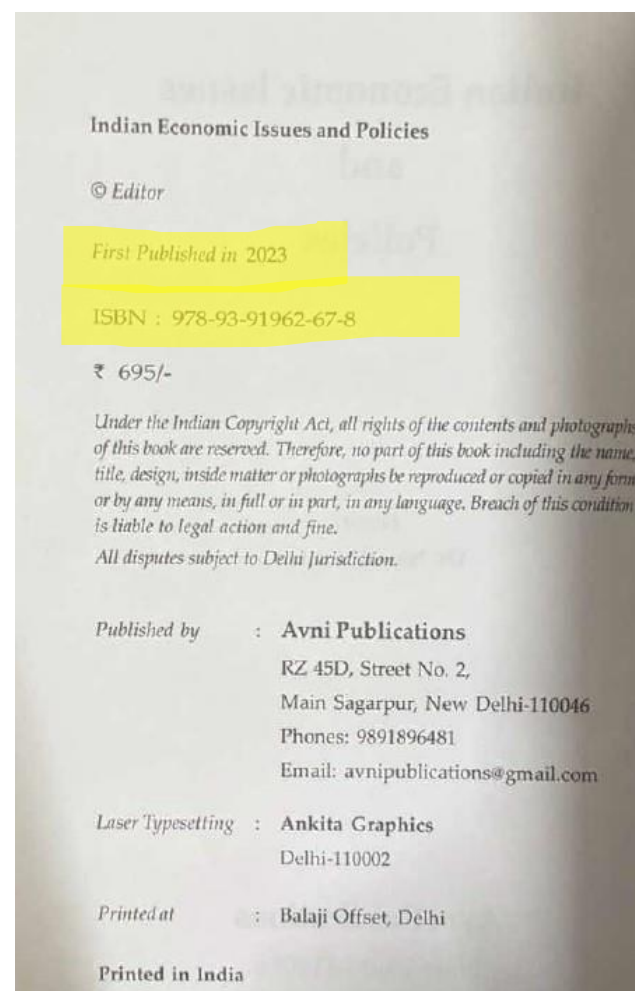 Indian Economic Issues and Policies
© Editor
First Published in 2023
ISBN : 978-93-91962-67-8
₹ 695/-
Under the Indian Copyright Act, all rights of the contents and photographs
of this book are reserved. Therefore, no part of this book including the name,
title, design, inside matter or photographs be reproduced or copied in any form
or by any means, in full or in part, in any language. Breach of this condition
is liable to legal action and fine.
All disputes subject to Delhi Jurisdiction.
Published by : Avni Publications
RZ 45D, Street No. 2,
Main Sagarpur, New Delhi-110046
Phones: 9891896481
Email: avnipublications@gmail.com
Laser Typesetting : Ankita Graphics
Delhi-110002
Printed at : Balaji Offset, Delhi
Printed in India